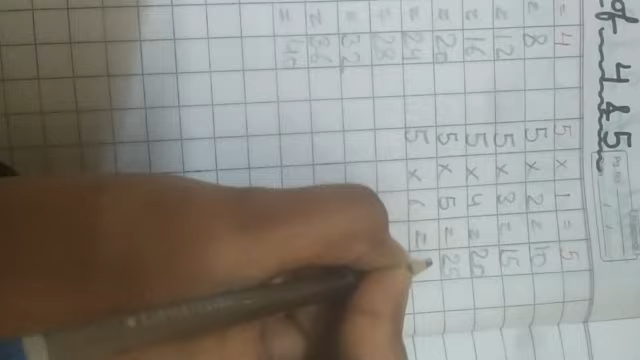 of 4 & 5
= 4 5 × 1 = 5
= 8 5 × 2 = 10
= 12 5 × 3 = 15
= 16 5 × 4 = 20
= 20 5 × 5 = 25
= 24 5 × 6 =
= 28
= 32
= 36
= 40